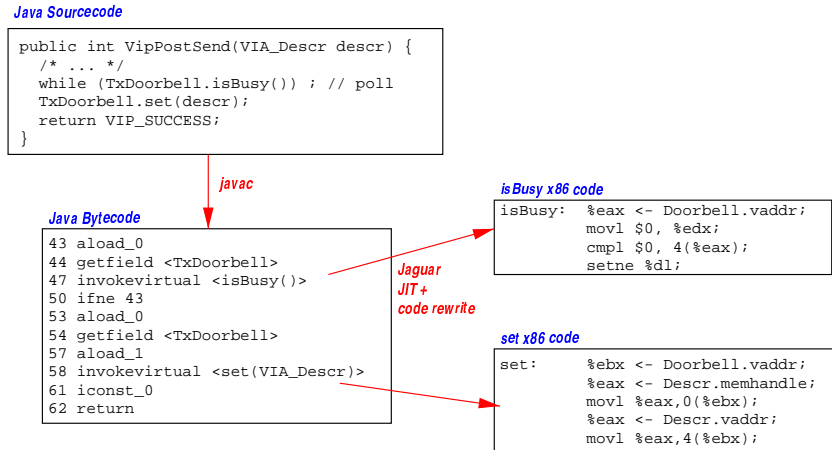 Java Sourcecode
public int VipPostSend(VIA_Descr descr) {
/* ... */
while (TxDoorbell.isBusy()) ; // poll
TxDoorbell.set(descr);
return VIP_SUCCESS;
}
javac
Java Bytecode
43 aload_0
44 getfield <TxDoorbell>
47 invokevirtual <isBusy()>
50 ifne 43
53 aload_0
54 getfield <TxDoorbell>
57 aload_1
58 invokevirtual <set(VIA_Descr)>
61 iconst_0
62 return
Jaguar
JIT +
code rewrite
isBusy x86 code
isBusy: %eax <- Doorbell.vaddr;
movl $0, %edx;
cmpl $0, 4(%eax);
setne %dl;
set x86 code
set: %ebx <- Doorbell.vaddr;
%eax <- Descr.memhandle;
movl %eax,0(%ebx);
%eax <- Descr.vaddr;
movl %eax,4(%ebx);